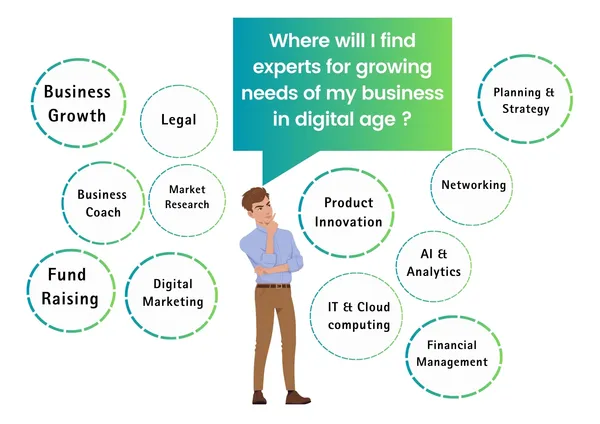 Where will I find
experts for growing
needs of my business
in digital age ?
Business
Growth
Legal
Planning &
Strategy
Business
Coach
Market
Research
Product
Innovation
Networking
Fund
Raising
Digital
Marketing
AI &
Analytics
IT & Cloud
computing
Financial
Management